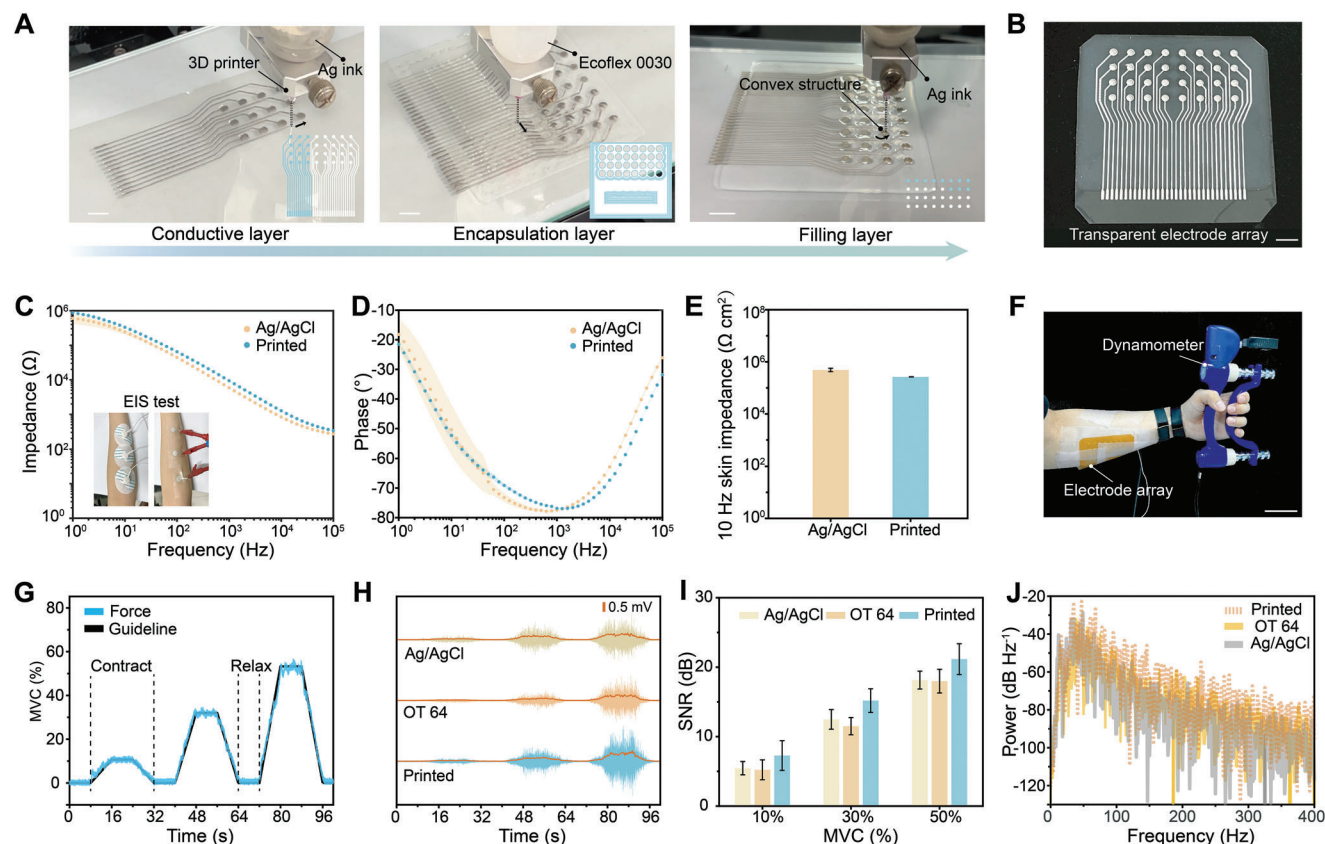 A
3D printer
Ag ink
Conductive layer
Ecoflex 0030
Encapsulation layer
Convex structure
Ag ink
Filling layer
B
Transparent electrode array
C
Impedance (Ω)
10⁶
10⁴
10²
10⁰
Ag/AgCl
Printed
EIS test
10⁰ 10¹ 10² 10³ 10⁴ 10⁵
Frequency (Hz)
D
Phase (°)
-10
-20
-30
-40
-50
-60
-70
-80
Ag/AgCl
Printed
10⁰ 10¹ 10² 10³ 10⁴ 10⁵
Frequency (Hz)
E
10 Hz skin impedance (Ω cm²)
10⁸
10⁶
10⁴
10²
10⁰
Ag/AgCl Printed
F
Dynamometer
Electrode array
G
MVC (%)
80
60
40
20
0
Force
Guideline
Contract
Relax
0 16 32 48 64 80 96
Time (s)
H
0.5 mV
Ag/AgCl
OT 64
Printed
0 16 32 48 64 80 96
Time (s)
I
SNR (dB)
30
20
10
0
Ag/AgCl OT 64 Printed
10% 30% 50%
MVC (%)
J
Power (dB Hz⁻¹)
-20
-40
-60
-80
-100
-120
Printed
OT 64
Ag/AgCl
0 100 200 300 400
Frequency (Hz)